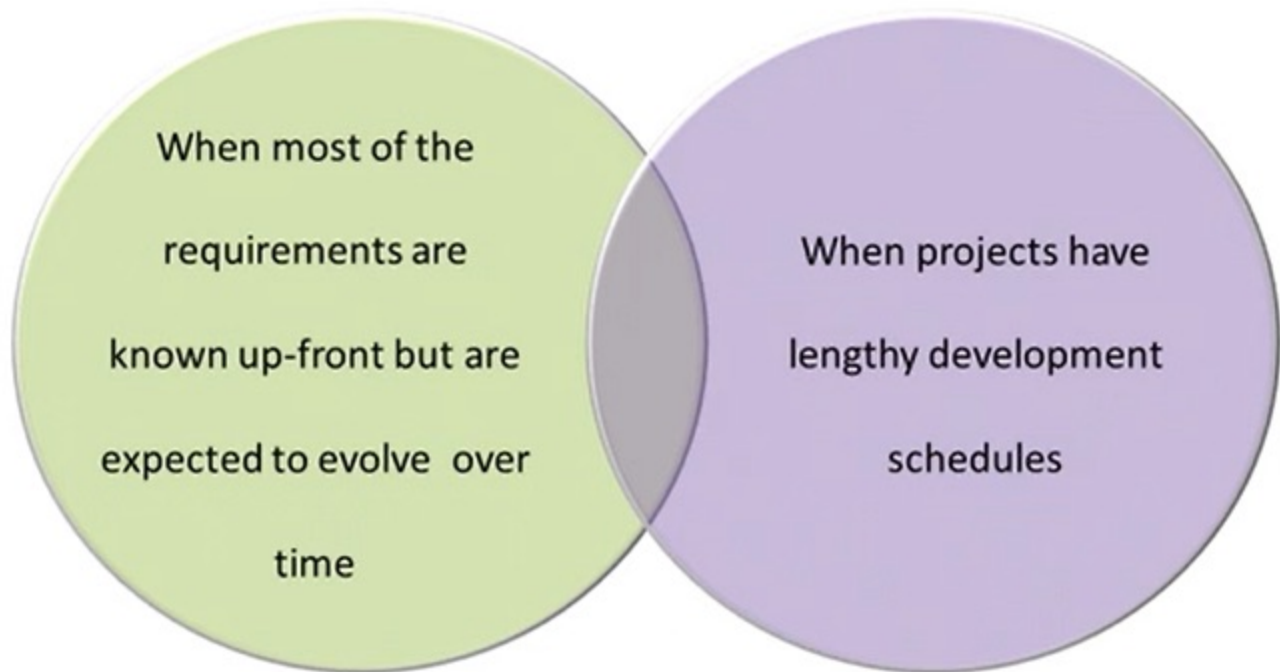 When most of the
requirements are
known up-front but are
expected to evolve  over
time
When projects have
lengthy development
schedules